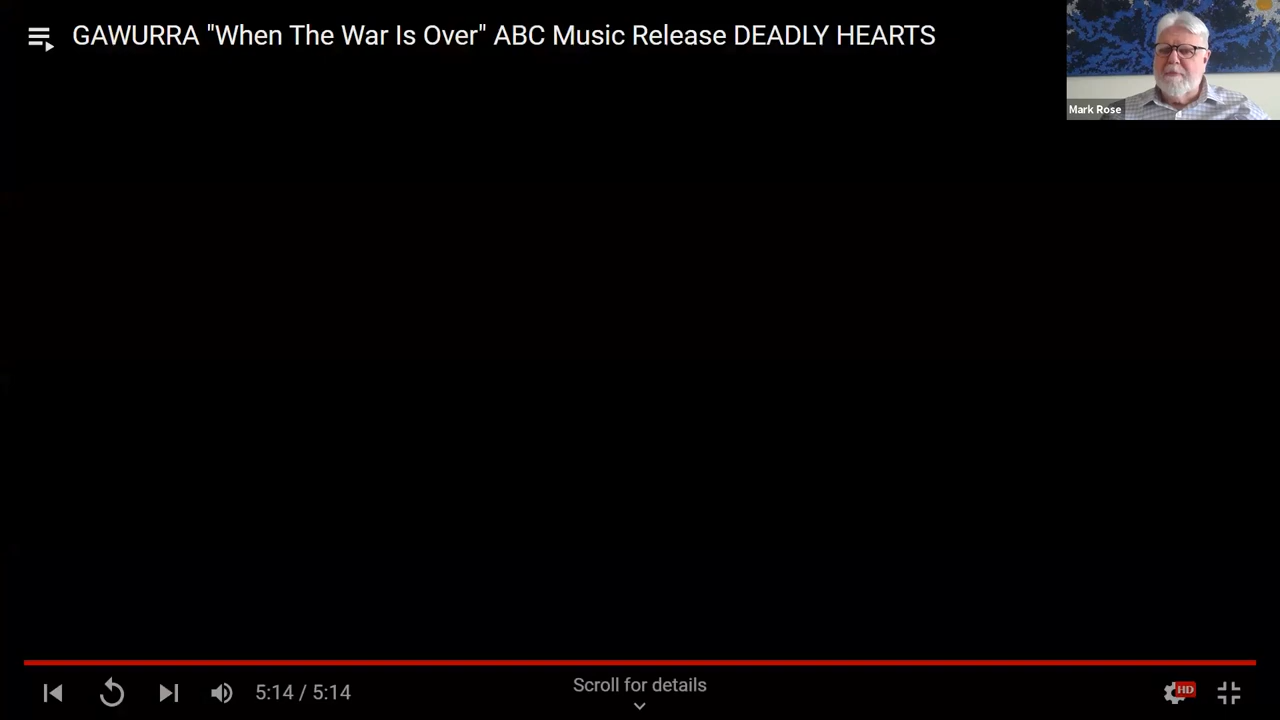 GAWURRA "When The War Is Over" ABC Music Release DEADLY HEARTS
Mark Rose
5:14 / 5:14
Scroll for details
HD